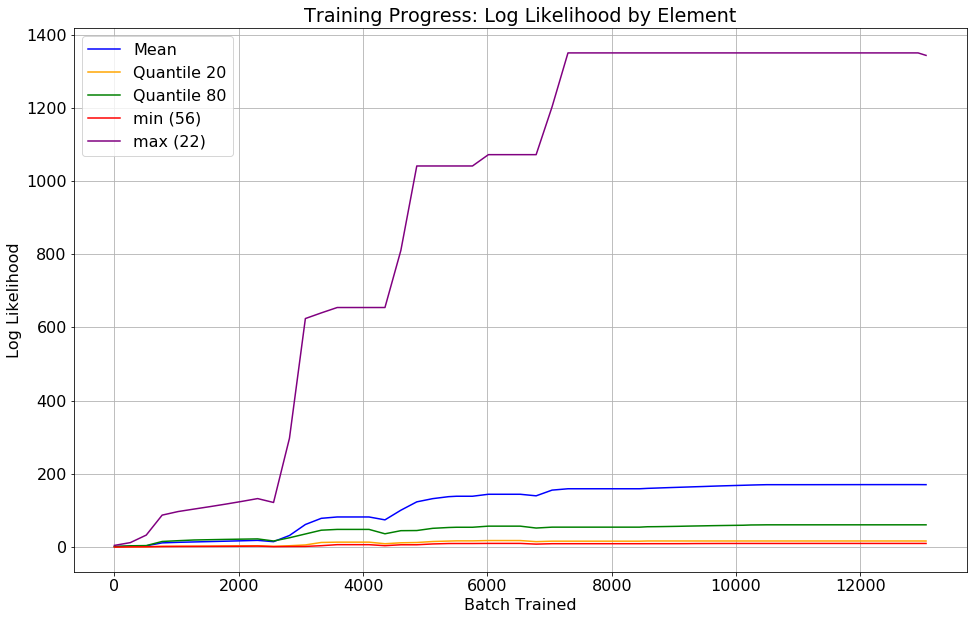 Training Progress: Log Likelihood by Element
Mean
Quantile 20
Quantile 80
min (56)
max (22)
Log Likelihood
1400
1200
1000
800
600
400
200
0
0 2000 4000 6000 8000 10000 12000
Batch Trained